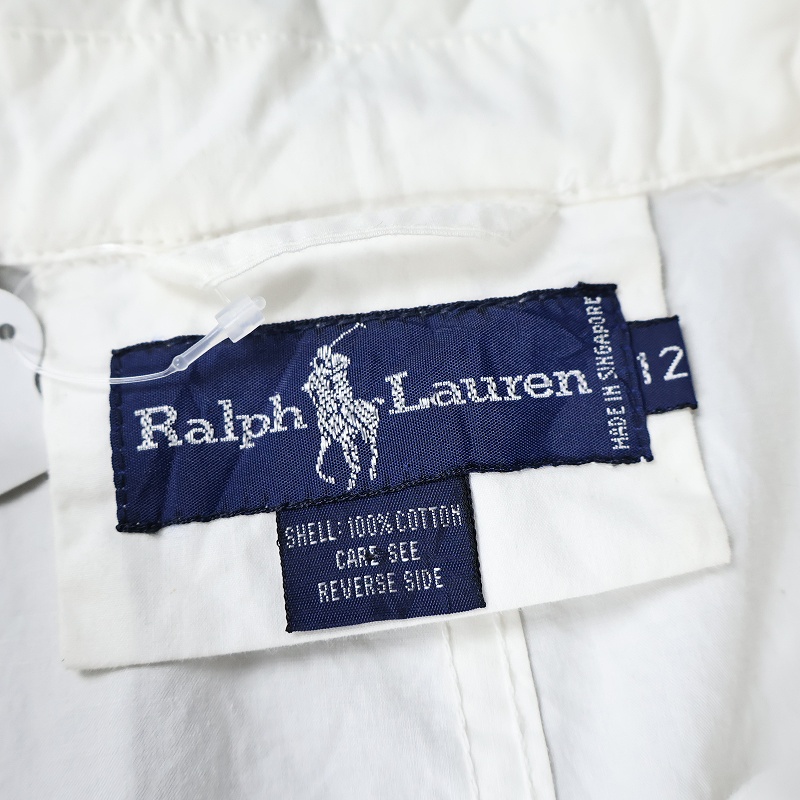 Ralph Lauren
MADE IN SINGAPORE
12
SHELL: 100% COTTON
CARE SEE
REVERSE SIDE